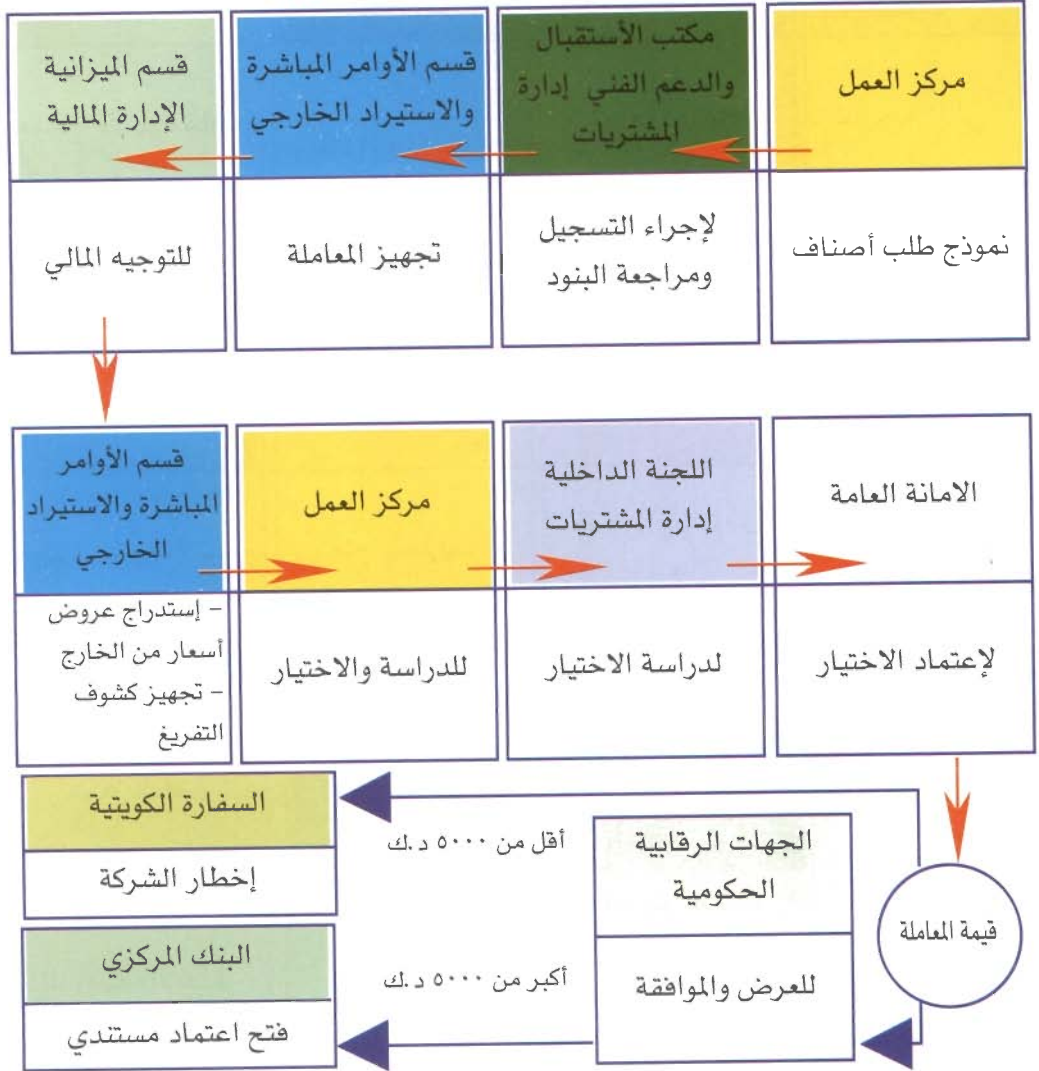 مركز العمل
نموذج طلب أصناف
مكتب الأستقبال
والدعم الفني إدارة
المشتريات
لإجراء التسجيل
ومراجعة البنود
قسم الأوامر المباشرة
والاستيراد الخارجي
تجهيز المعاملة
قسم الميزانية
الإدارة المالية
للتوجيه المالي
قسم الأوامر
المباشرة والاستيراد
الخارجي
– إستدراج عروض
أسعار من الخارج
– تجهيز كشوف
التفريغ
مركز العمل
للدراسة والاختيار
اللجنة الداخلية
إدارة المشتريات
لدراسة الاختيار
الامانة العامة
لإعتماد الاختيار
قيمة المعاملة
أقل من ٥٠٠٠ د.ك
السفارة الكويتية
إخطار الشركة
الجهات الرقابية
الحكومية
للعرض والموافقة
أكبر من ٥٠٠٠ د.ك
البنك المركزي
فتح اعتماد مستندي